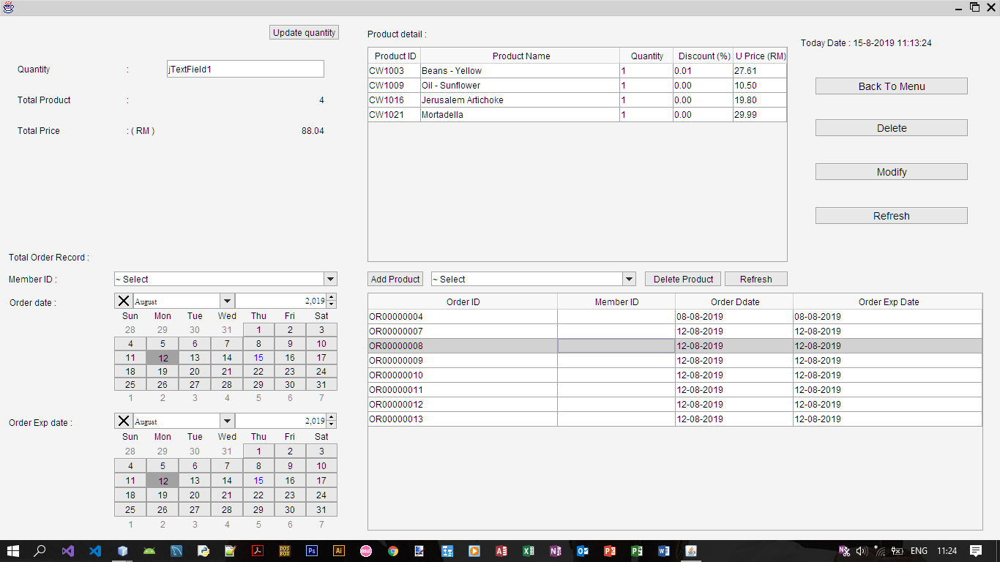 Update quantity
Quantity : jTextField1
Total Product : 4
Total Price : ( RM ) 88.04
Product detail :
Product ID Product Name Quantity Discount (%) U Price (RM)
CW1003 Beans - Yellow 1 0.01 27.61
CW1009 Oil - Sunflower 1 0.00 10.50
CW1016 Jerusalem Artichoke 1 0.00 19.80
CW1021 Mortadella 1 0.00 29.99
Today Date : 15-8-2019 11:13:24
Back To Menu
Delete
Modify
Refresh
Total Order Record :
Member ID : ~ Select
Order date :
August 2,019
Sun Mon Tue Wed Thu Fri Sat
28 29 30 31 1 2 3
4 5 6 7 8 9 10
11 12 13 14 15 16 17
18 19 20 21 22 23 24
25 26 27 28 29 30 31
1 2 3 4 5 6 7
Order Exp date :
August 2,019
Sun Mon Tue Wed Thu Fri Sat
28 29 30 31 1 2 3
4 5 6 7 8 9 10
11 12 13 14 15 16 17
18 19 20 21 22 23 24
25 26 27 28 29 30 31
1 2 3 4 5 6 7
Add Product ~ Select Delete Product Refresh
Order ID Member ID Order Ddate Order Exp Date
OR00000004 08-08-2019 08-08-2019
OR00000007 12-08-2019 12-08-2019
OR00000008 12-08-2019 12-08-2019
OR00000009 12-08-2019 12-08-2019
OR00000010 12-08-2019 12-08-2019
OR00000011 12-08-2019 12-08-2019
OR00000012 12-08-2019 12-08-2019
OR00000013 12-08-2019 12-08-2019
DOS BOX Ps Ai osu! ENG 11:24